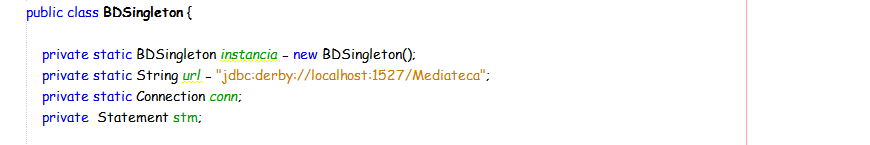 public class BDSingleton {
private static BDSingleton instancia = new BDSingleton();
private static String url = "jdbc:derby://localhost:1527/Mediateca";
private static Connection conn;
private  Statement stm;